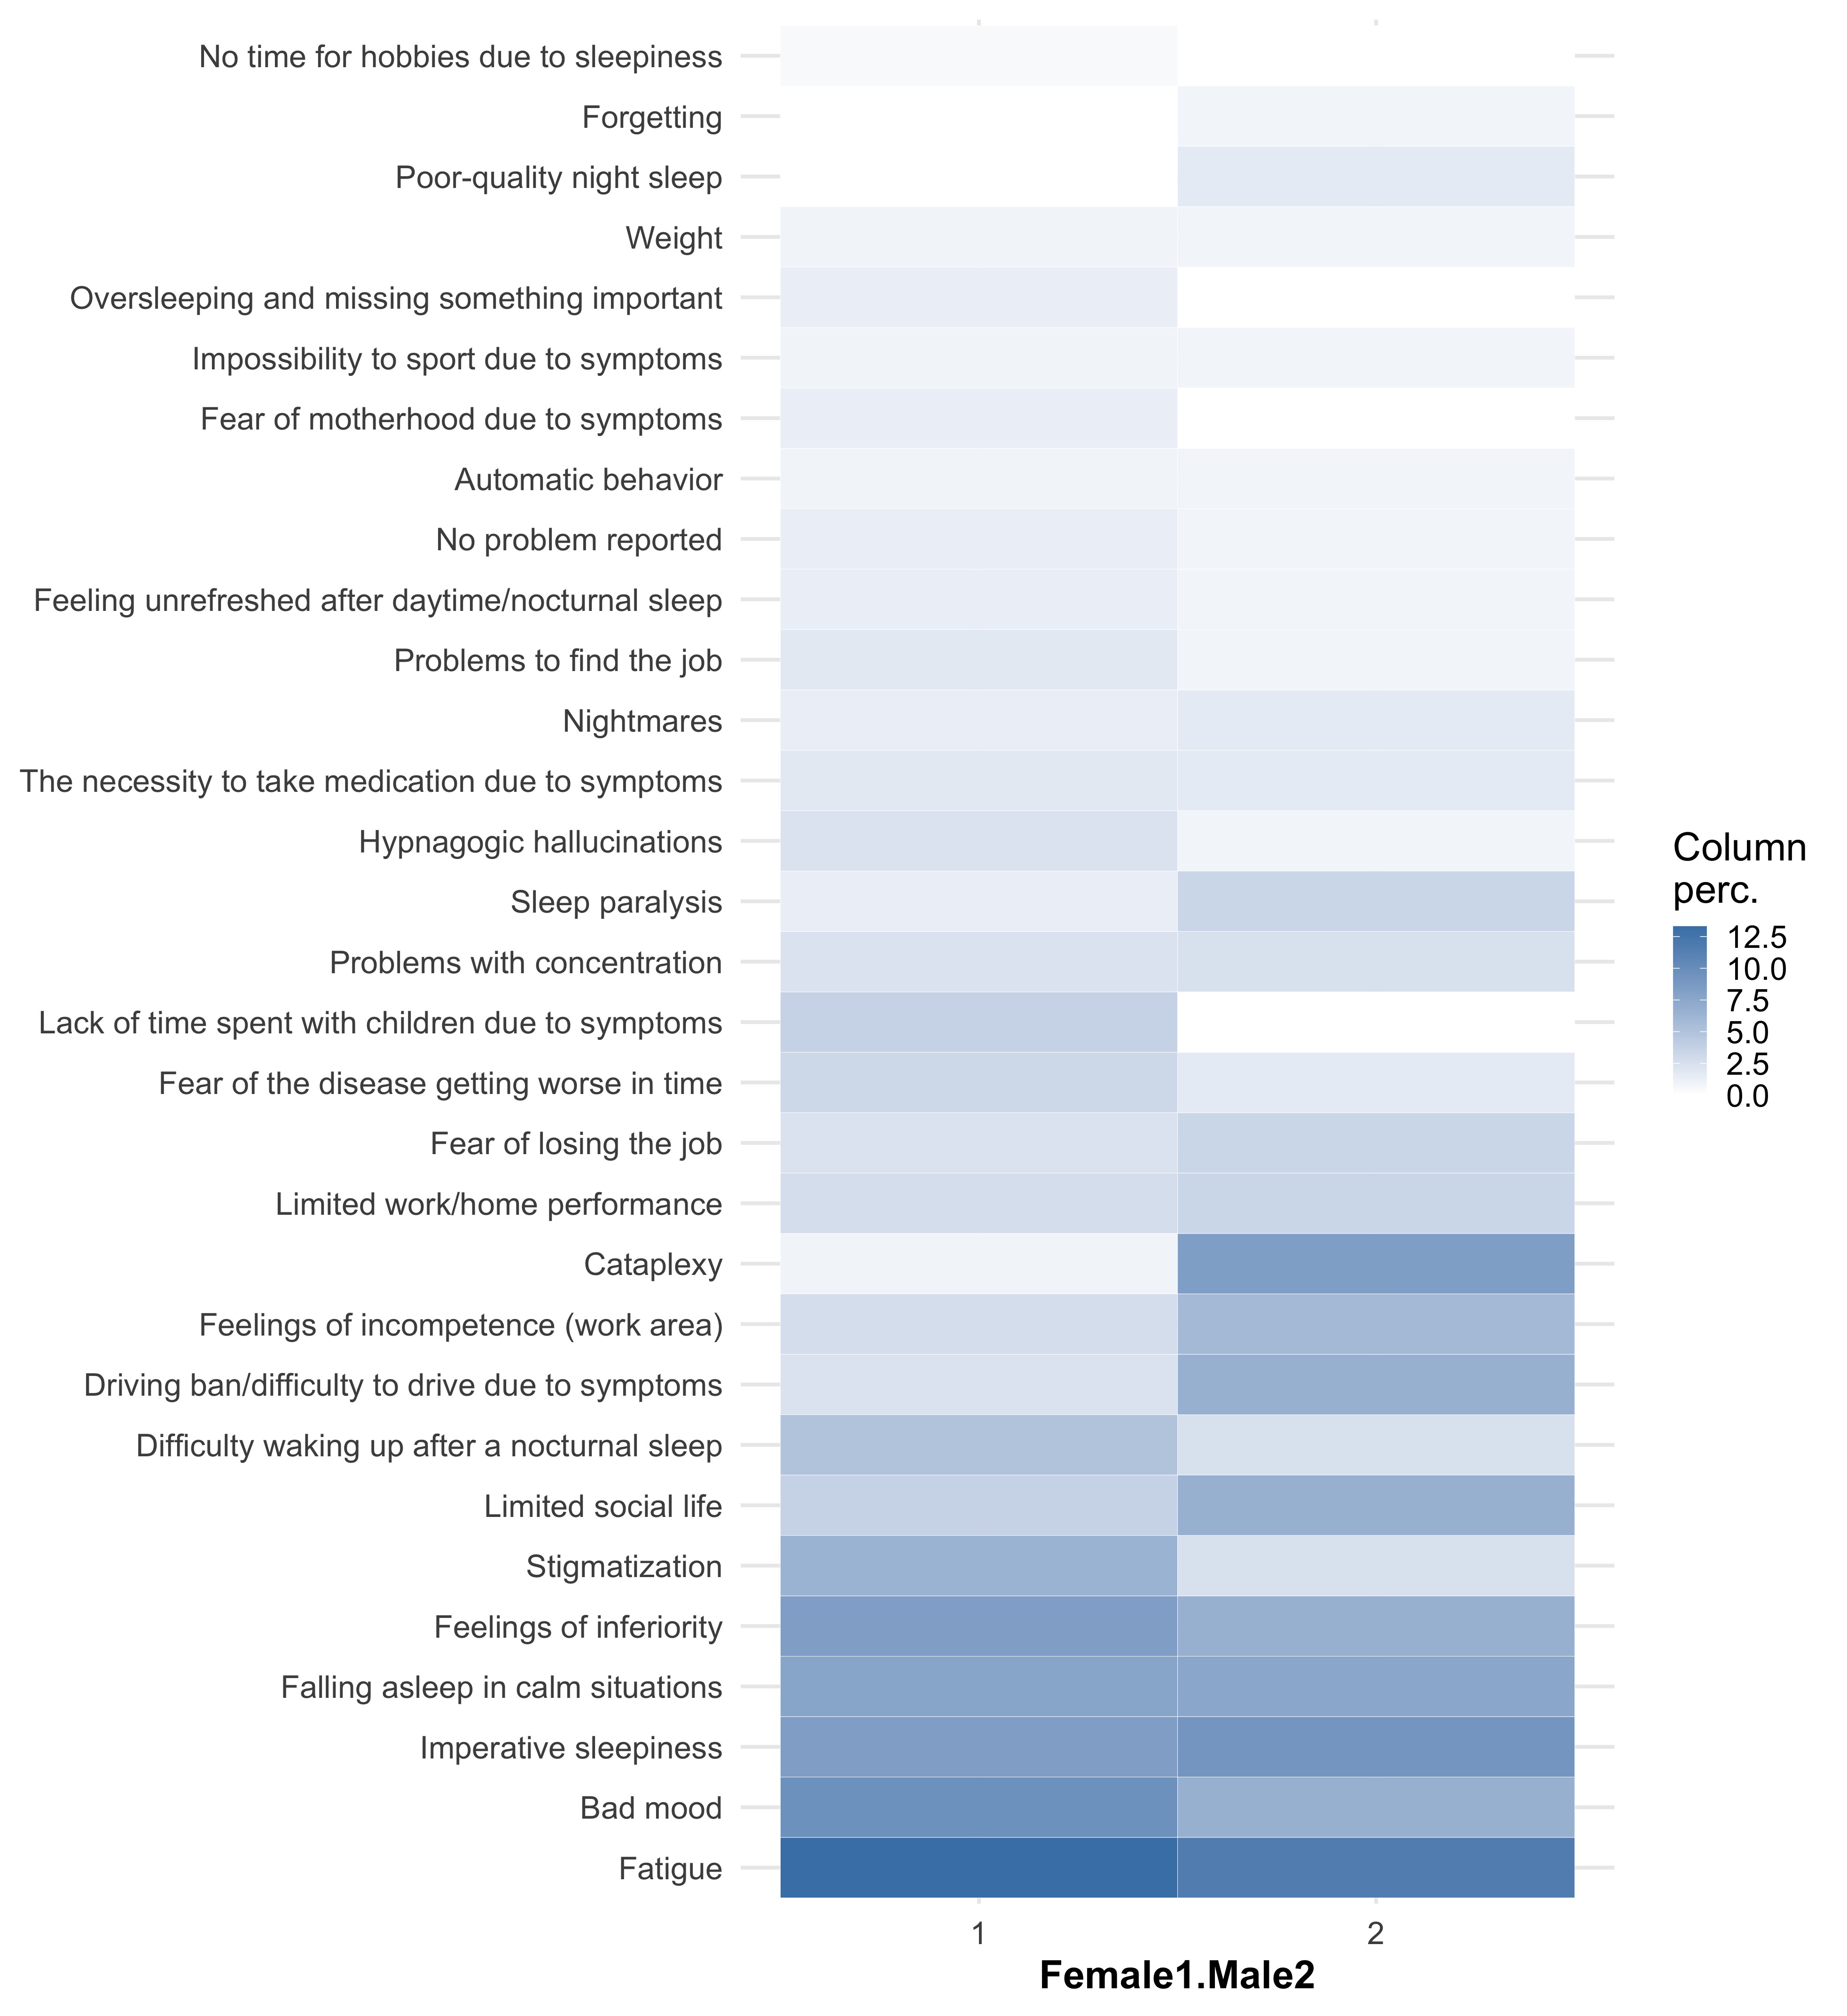 No time for hobbies due to sleepiness
Forgetting
Poor-quality night sleep
Weight
Oversleeping and missing something important
Impossibility to sport due to symptoms
Fear of motherhood due to symptoms
Automatic behavior
No problem reported
Feeling unrefreshed after daytime/nocturnal sleep
Problems to find the job
Nightmares
The necessity to take medication due to symptoms
Hypnagogic hallucinations
Sleep paralysis
Problems with concentration
Lack of time spent with children due to symptoms
Fear of the disease getting worse in time
Fear of losing the job
Limited work/home performance
Cataplexy
Feelings of incompetence (work area)
Driving ban/difficulty to drive due to symptoms
Difficulty waking up after a nocturnal sleep
Limited social life
Stigmatization
Feelings of inferiority
Falling asleep in calm situations
Imperative sleepiness
Bad mood
Fatigue
1 2
Female1.Male2
Column
perc.
12.5
10.0
7.5
5.0
2.5
0.0